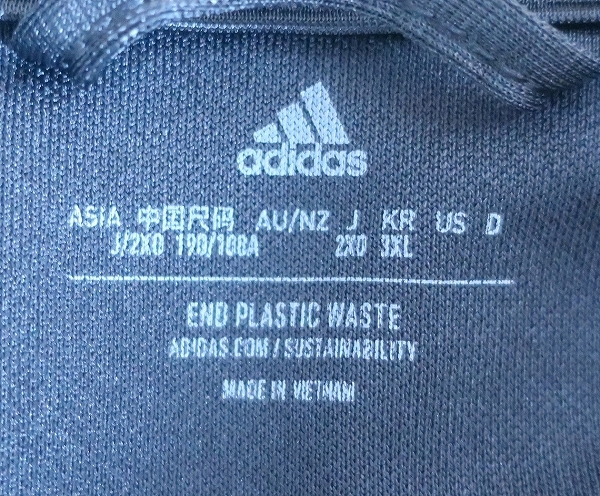 adidas
ASIA 中国尺码 AU/NZ J KR US D
J/2XO 190/108A 2XO 3XL
END PLASTIC WASTE
ADIDAS.COM/SUSTAINABILITY
MADE IN VIETNAM